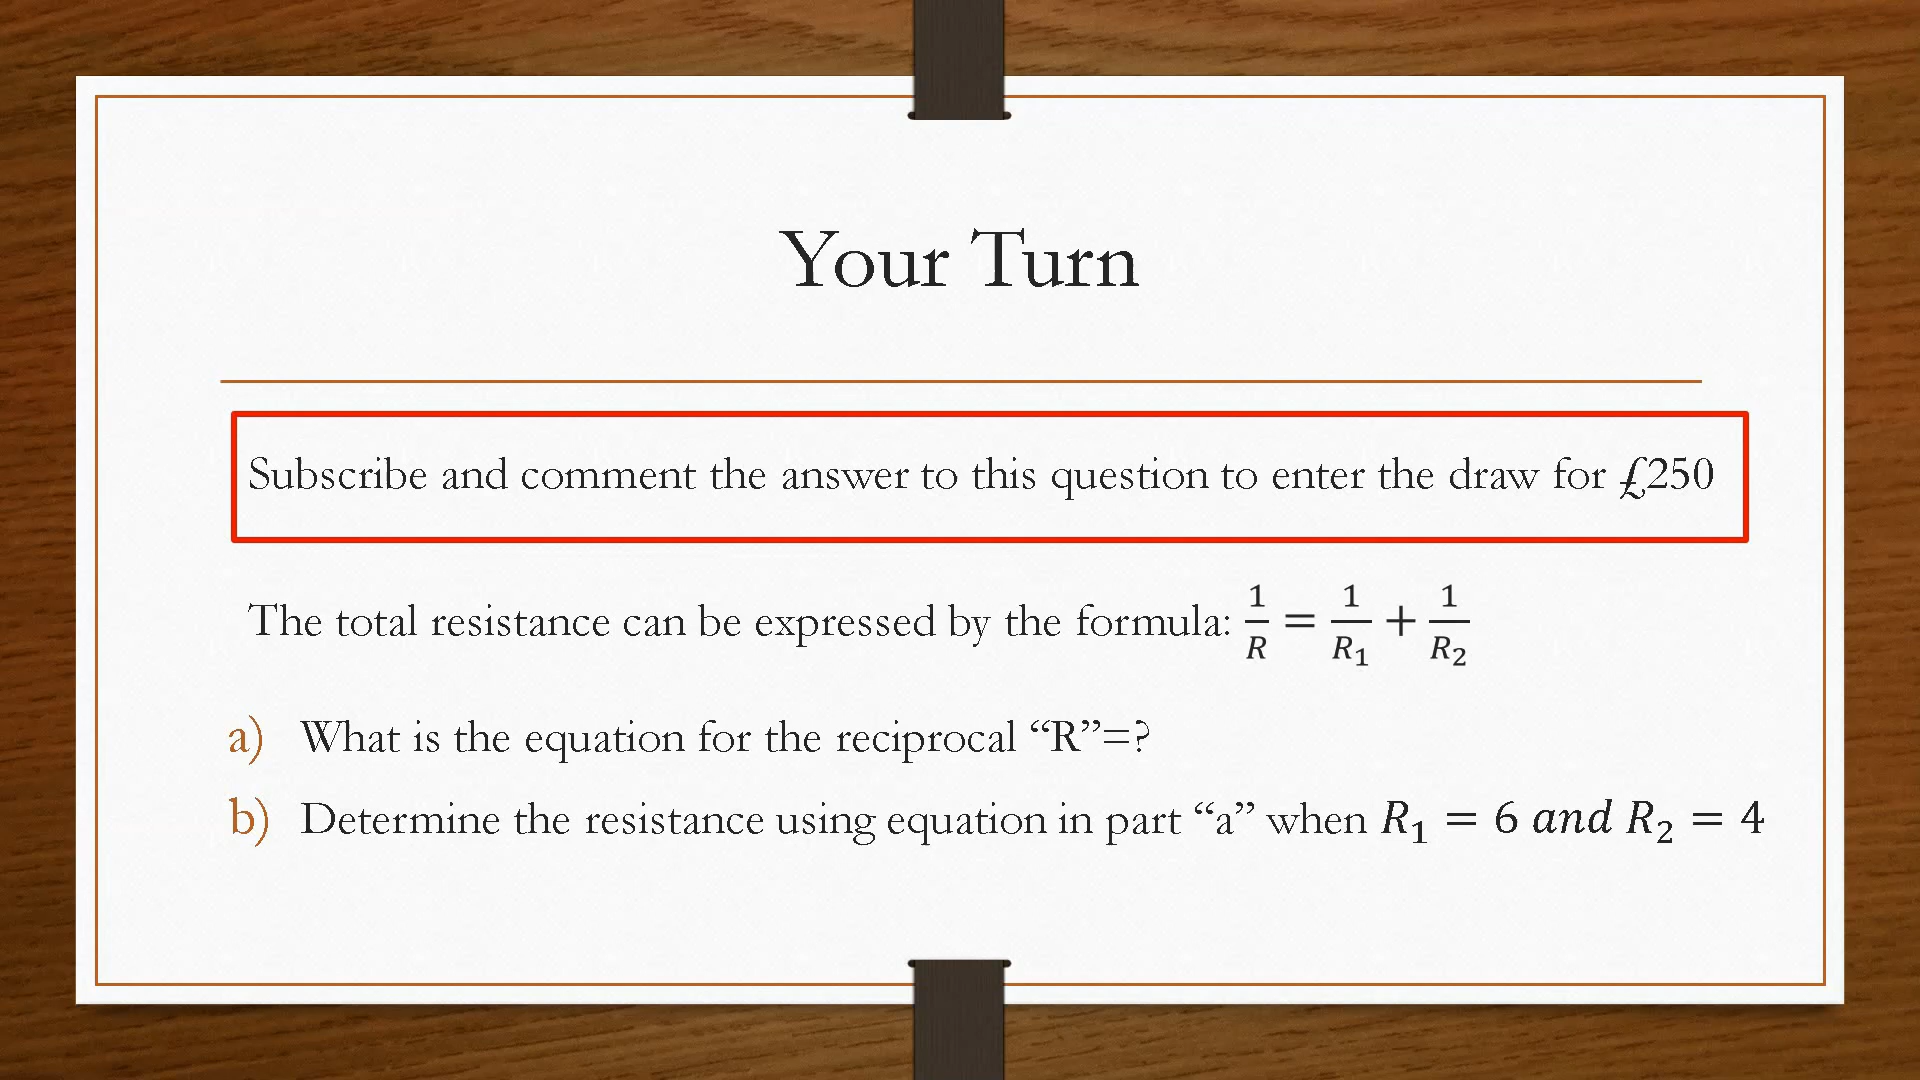 Your Turn
Subscribe and comment the answer to this question to enter the draw for £250
The total resistance can be expressed by the formula: 1/R = 1/R₁ + 1/R₂
a) What is the equation for the reciprocal “R”=?
b) Determine the resistance using equation in part “a” when R₁ = 6 and R₂ = 4